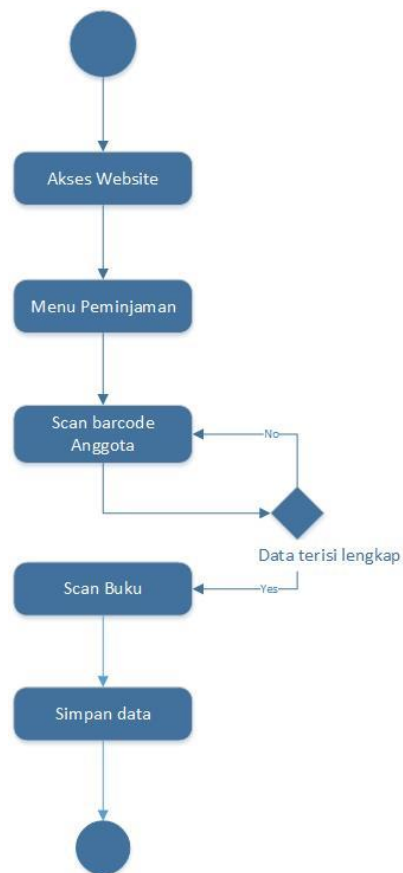 Akses Website
Menu Peminjaman
Scan barcode
Anggota
No
Data terisi lengkap
Scan Buku
Yes
Simpan data